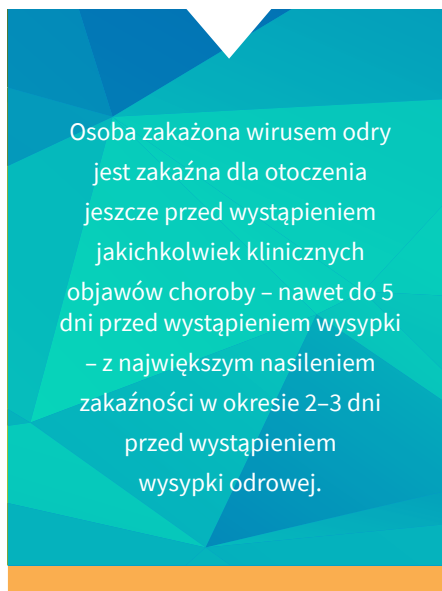 Osoba zakażona wirusem odry
jest zakaźna dla otoczenia
jeszcze przed wystąpieniem
jakichkolwiek klinicznych
objawów choroby – nawet do 5
dni przed wystąpieniem wysypki
– z największym nasileniem
zakaźności w okresie 2–3 dni
przed wystąpieniem
wysypki odrowej.